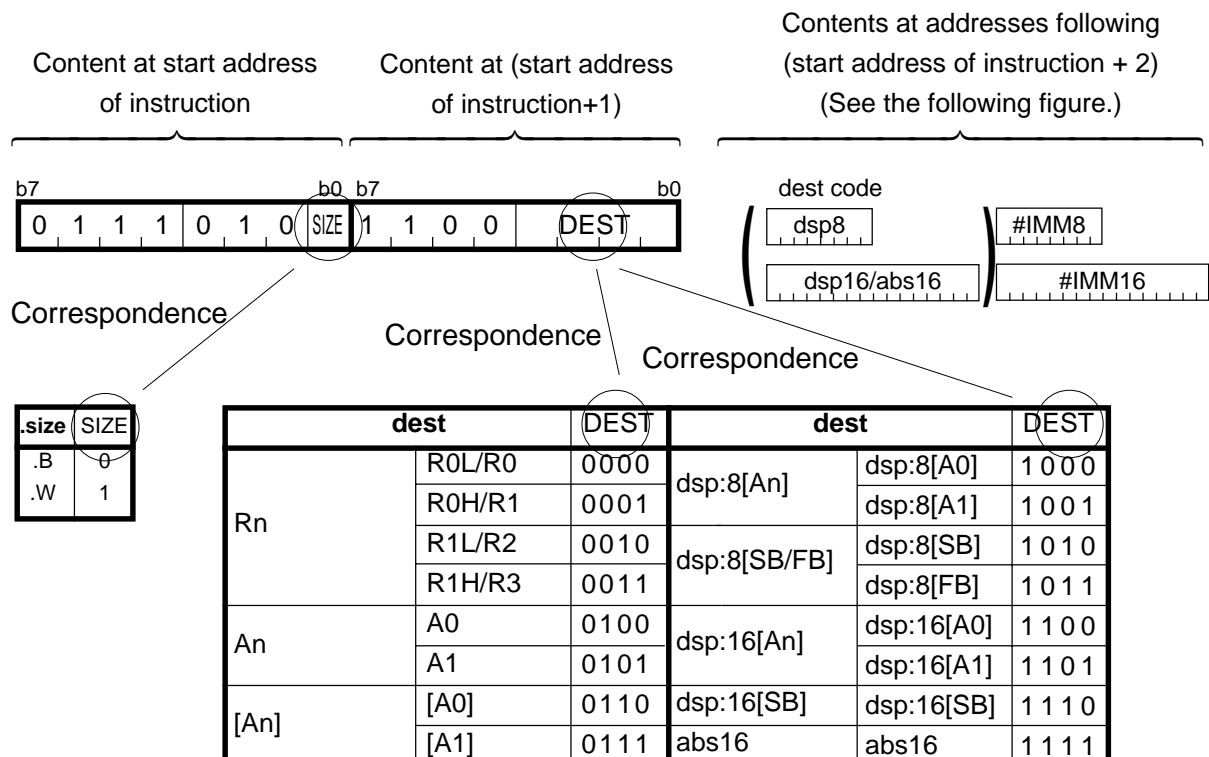 Contents at addresses following
Content at start address Content at (start address (start address of instruction + 2)
of instruction of instruction+1) (See the following figure.)
b7 b0 b7 b0 dest code
0 1 1 1 0 1 0 SIZE 1 1 0 0 DEST dsp8 #IMM8
dsp16/abs16 #IMM16
Correspondence
Correspondence
Correspondence
.size SIZE
.B 0
.W 1
dest DEST dest DEST
Rn R0L/R0 0000 dsp:8[An] dsp:8[A0] 1000
R0H/R1 0001 dsp:8[A1] 1001
R1L/R2 0010 dsp:8[SB/FB] dsp:8[SB] 1010
R1H/R3 0011 dsp:8[FB] 1011
An A0 0100 dsp:16[An] dsp:16[A0] 1100
A1 0101 dsp:16[A1] 1101
[An] [A0] 0110 dsp:16[SB] dsp:16[SB] 1110
[A1] 0111 abs16 abs16 1111